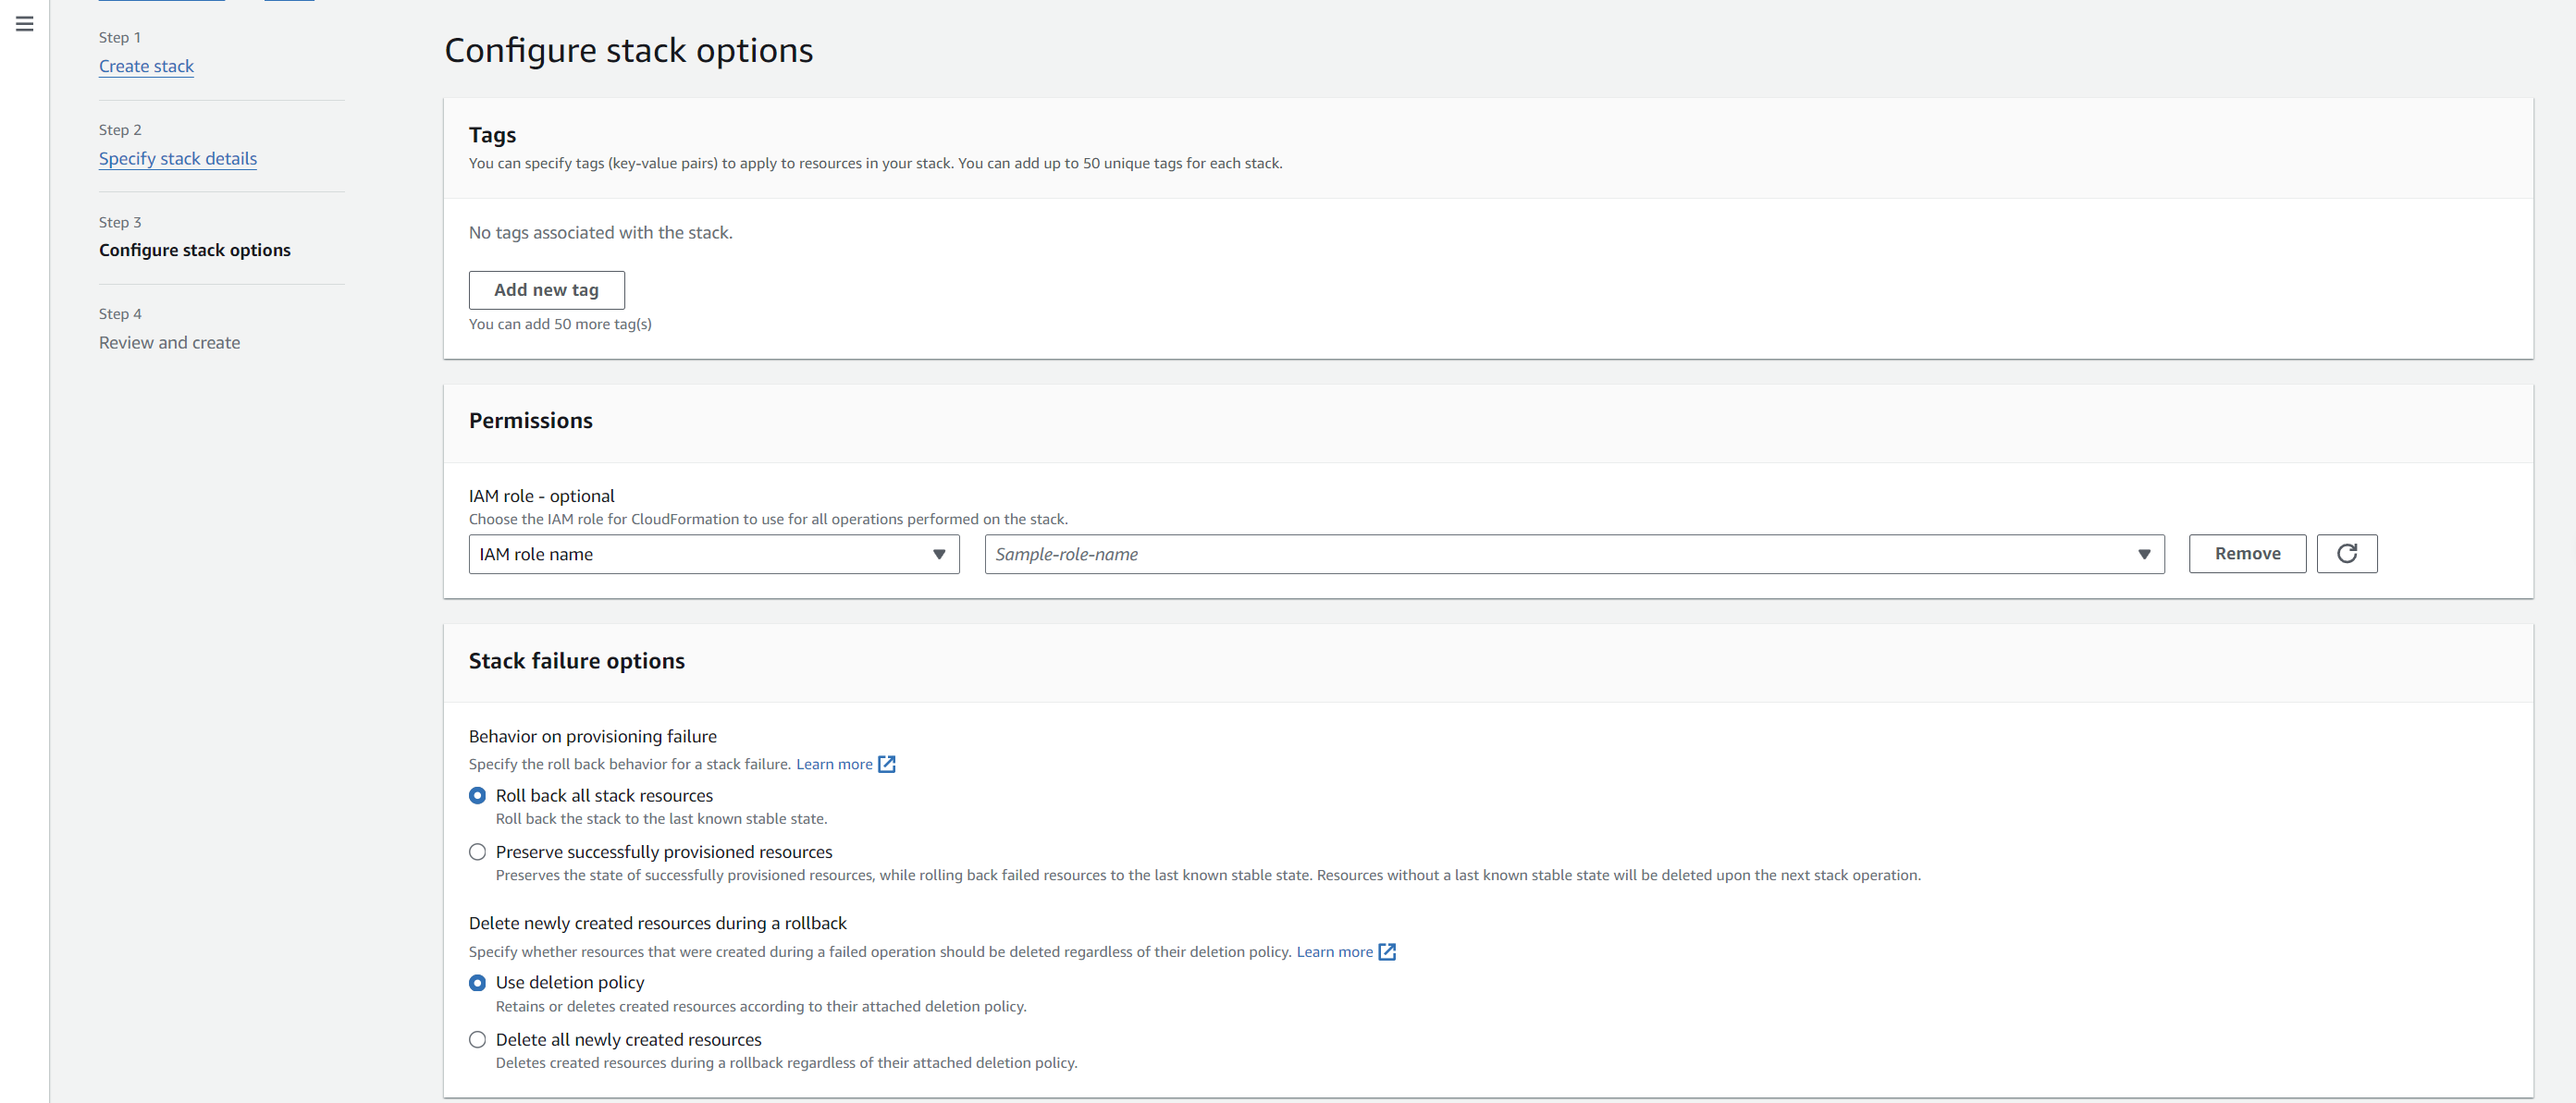 Step 1
Create stack
Step 2
Specify stack details
Step 3
Configure stack options
Step 4
Review and create
Configure stack options
Tags
You can specify tags (key-value pairs) to apply to resources in your stack. You can add up to 50 unique tags for each stack.
No tags associated with the stack.
Add new tag
You can add 50 more tag(s)
Permissions
IAM role - optional
Choose the IAM role for CloudFormation to use for all operations performed on the stack.
IAM role name
Sample-role-name
Remove
Stack failure options
Behavior on provisioning failure
Specify the roll back behavior for a stack failure. Learn more
Roll back all stack resources
Roll back the stack to the last known stable state.
Preserve successfully provisioned resources
Preserves the state of successfully provisioned resources, while rolling back failed resources to the last known stable state. Resources without a last known stable state will be deleted upon the next stack operation.
Delete newly created resources during a rollback
Specify whether resources that were created during a failed operation should be deleted regardless of their deletion policy. Learn more
Use deletion policy
Retains or deletes created resources according to their attached deletion policy.
Delete all newly created resources
Deletes created resources during a rollback regardless of their attached deletion policy.